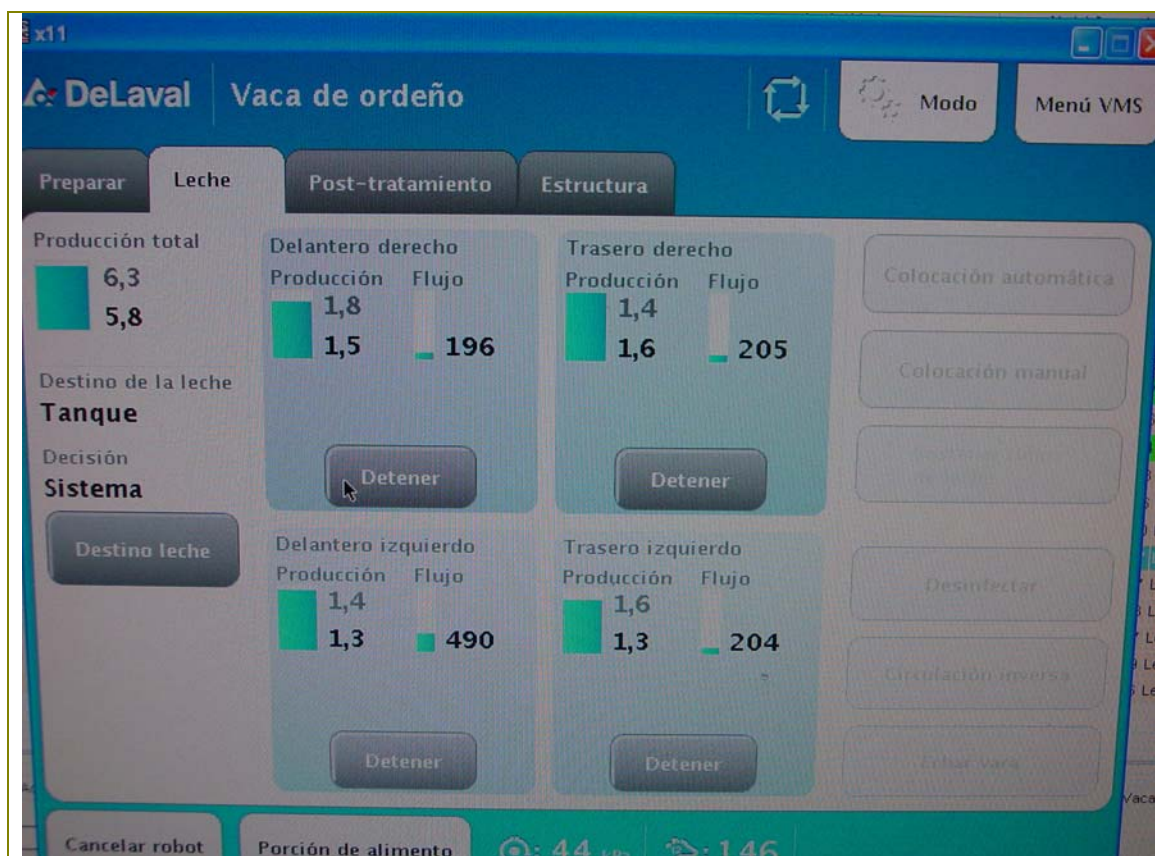 x11
DeLaval
Vaca de ordeño
Modo
Menú VMS
Preparar
Leche
Post-tratamiento
Estructura
Producción total
6,3
5,8
Destino de la leche
Tanque
Decisión
Sistema
Destino leche
Delantero derecho
Producción Flujo
1,8
1,5 196
Detener
Trasero derecho
Producción Flujo
1,4
1,6 205
Detener
Delantero izquierdo
Producción Flujo
1,4
1,3 490
Detener
Trasero izquierdo
Producción Flujo
1,6
1,3 204
Detener
Colocación automática
Colocación manual
Desinfectar
Circulación inversa
Echar vara
Cancelar robot
Porción de alimento
: 44 kPa
: 146
Vaca